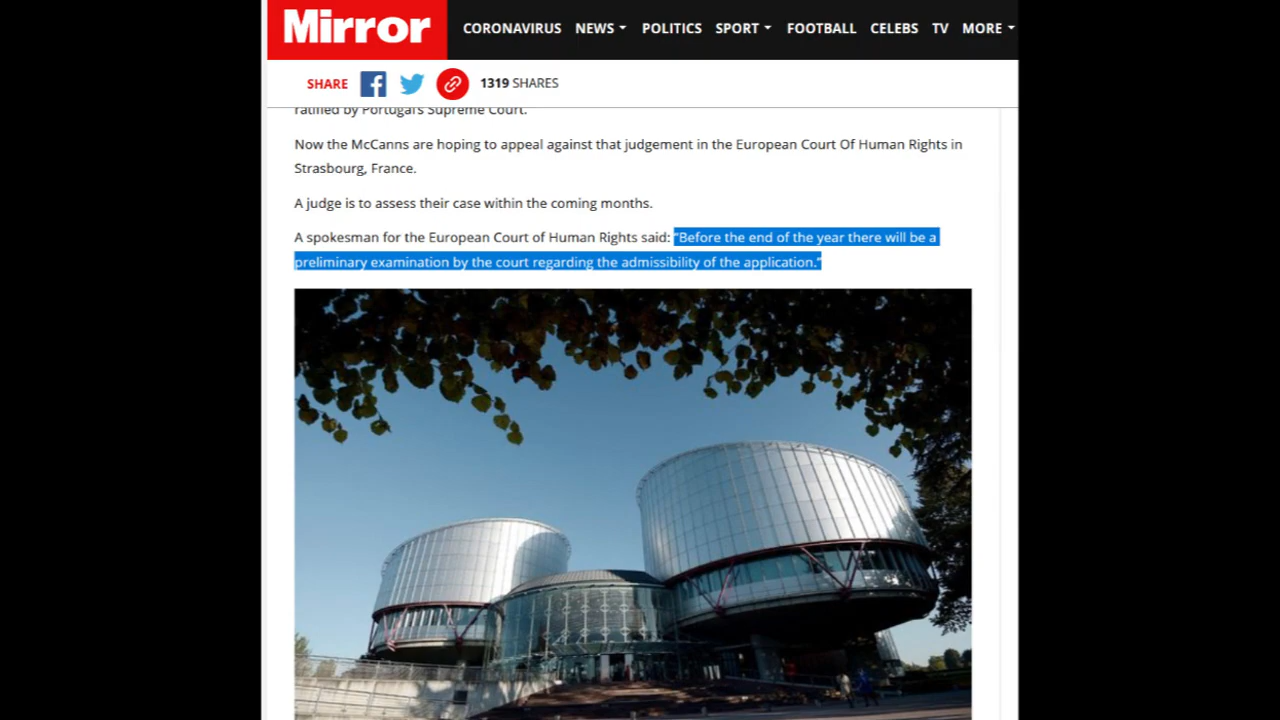 Mirror
CORONAVIRUS NEWS POLITICS SPORT FOOTBALL CELEBS TV MORE
SHARE 1319 SHARES
ratified by Portugal's Supreme Court.
Now the McCanns are hoping to appeal against that judgement in the European Court Of Human Rights in
Strasbourg, France.
A judge is to assess their case within the coming months.
A spokesman for the European Court of Human Rights said: “Before the end of the year there will be a
preliminary examination by the court regarding the admissibility of the application.”